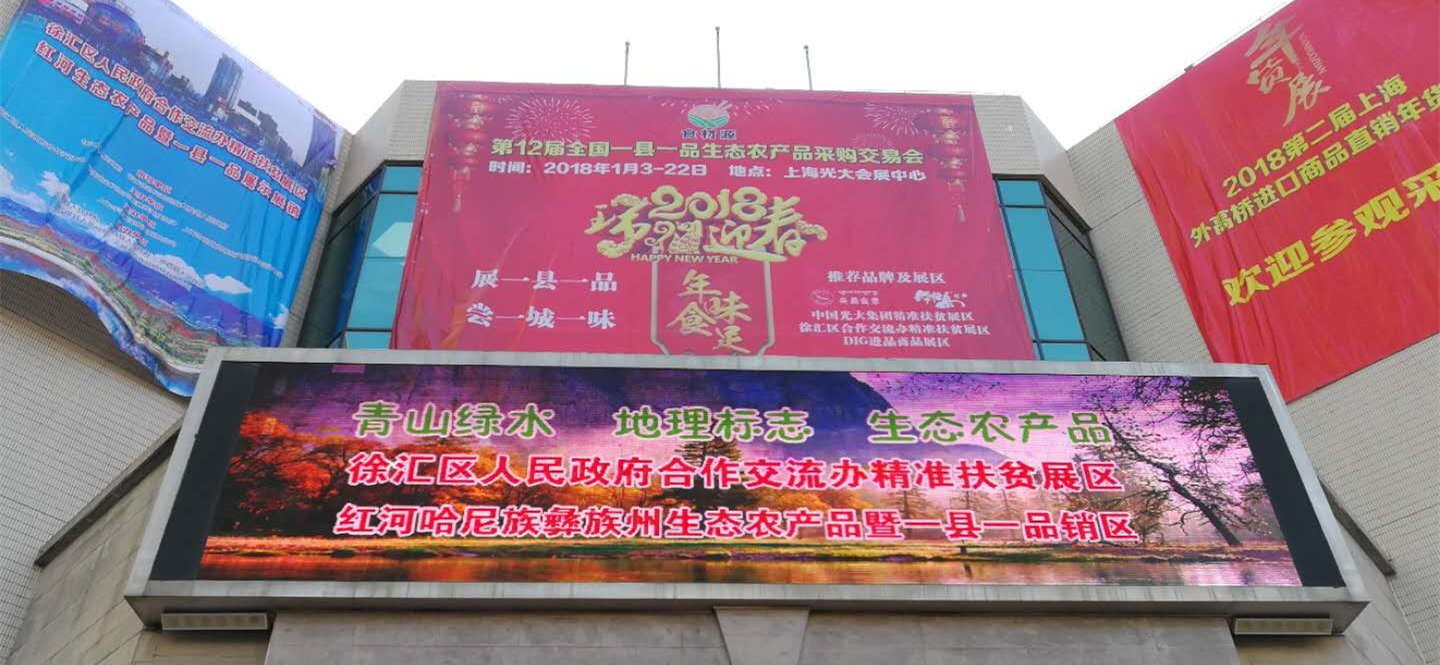 徐汇区人民政府合作交流办精准扶贫展区
红河生态农产品暨一县一品展示展销
食材源
第12届全国一县一品生态农产品采购交易会
时间：2018年1月3-22日 地点：上海光大会展中心
2018
瑞狗迎春
HAPPY NEW YEAR
展一县一品
尝一城一味
年味
食足
推荐品牌及展区
中国光大集团精准扶贫展区
徐汇区合作交流办精准扶贫展区
DIG进品商品展区
年货展
2018第二届上海
外高桥进口商品直销年货
欢迎参观采
青山绿水 地理标志 生态农产品
徐汇区人民政府合作交流办精准扶贫展区
红河哈尼族彝族州生态农产品暨一县一品销区